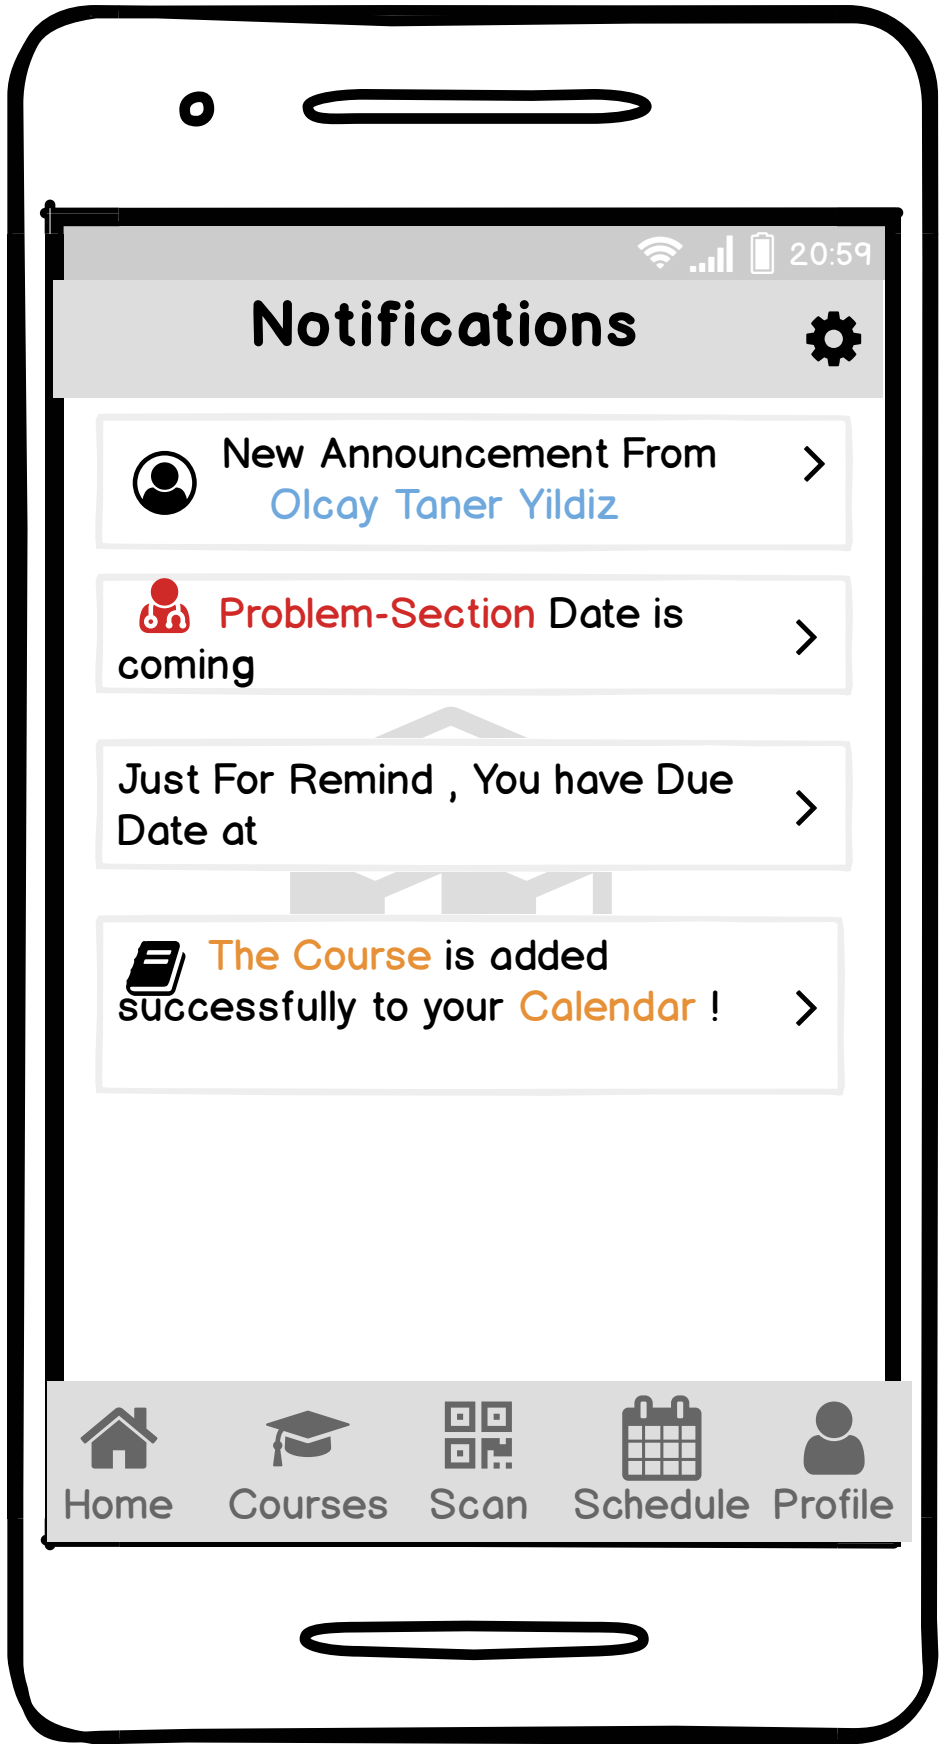 20:59
Notifications
New Announcement From
Olcay Taner Yildiz
Problem-Section Date is
coming
Just For Remind , You have Due
Date at
The Course is added
successfully to your Calendar !
Home Courses Scan Schedule Profile